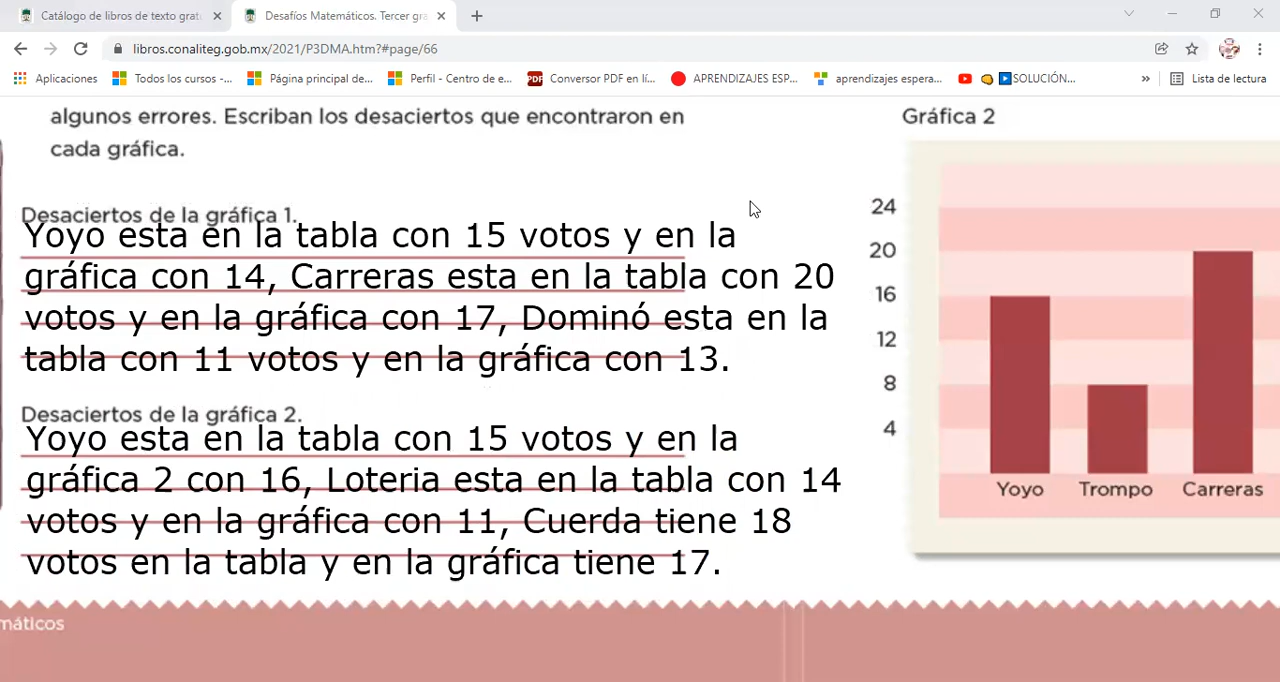 Catálogo de libros de texto grat
Desafíos Matemáticos. Tercer gra
libros.conaliteg.gob.mx/2021/P3DMA.htm?#page/66
Aplicaciones
Todos los cursos -...
Página principal de...
Perfil - Centro de e...
PDF
Conversor PDF en lí...
APRENDIZAJES ESP...
aprendizajes espera...
SOLUCIÓN...
»
Lista de lectura
algunos errores. Escriban los desaciertos que encontraron en
cada gráfica.
Desaciertos de la gráfica 1.
Yoyo esta en la tabla con 15 votos y en la
gráfica con 14, Carreras esta en la tabla con 20
votos y en la gráfica con 17, Dominó esta en la
tabla con 11 votos y en la gráfica con 13.
Desaciertos de la gráfica 2.
Yoyo esta en la tabla con 15 votos y en la
gráfica 2 con 16, Loteria esta en la tabla con 14
votos y en la gráfica con 11, Cuerda tiene 18
votos en la tabla y en la gráfica tiene 17.
Gráfica 2
24
20
16
12
8
4
Yoyo Trompo Carreras
máticos